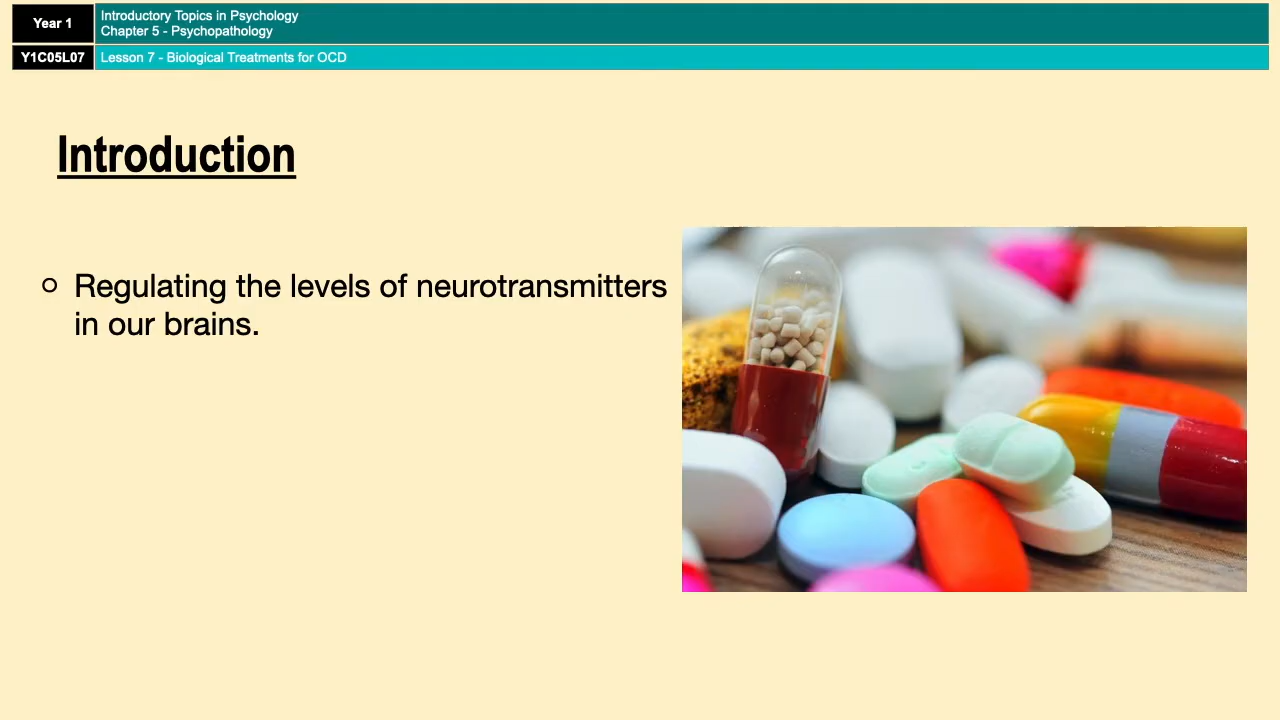 Year 1
Introductory Topics in Psychology
Chapter 5 - Psychopathology
Y1C05L07
Lesson 7 - Biological Treatments for OCD
Introduction
Regulating the levels of neurotransmitters
in our brains.